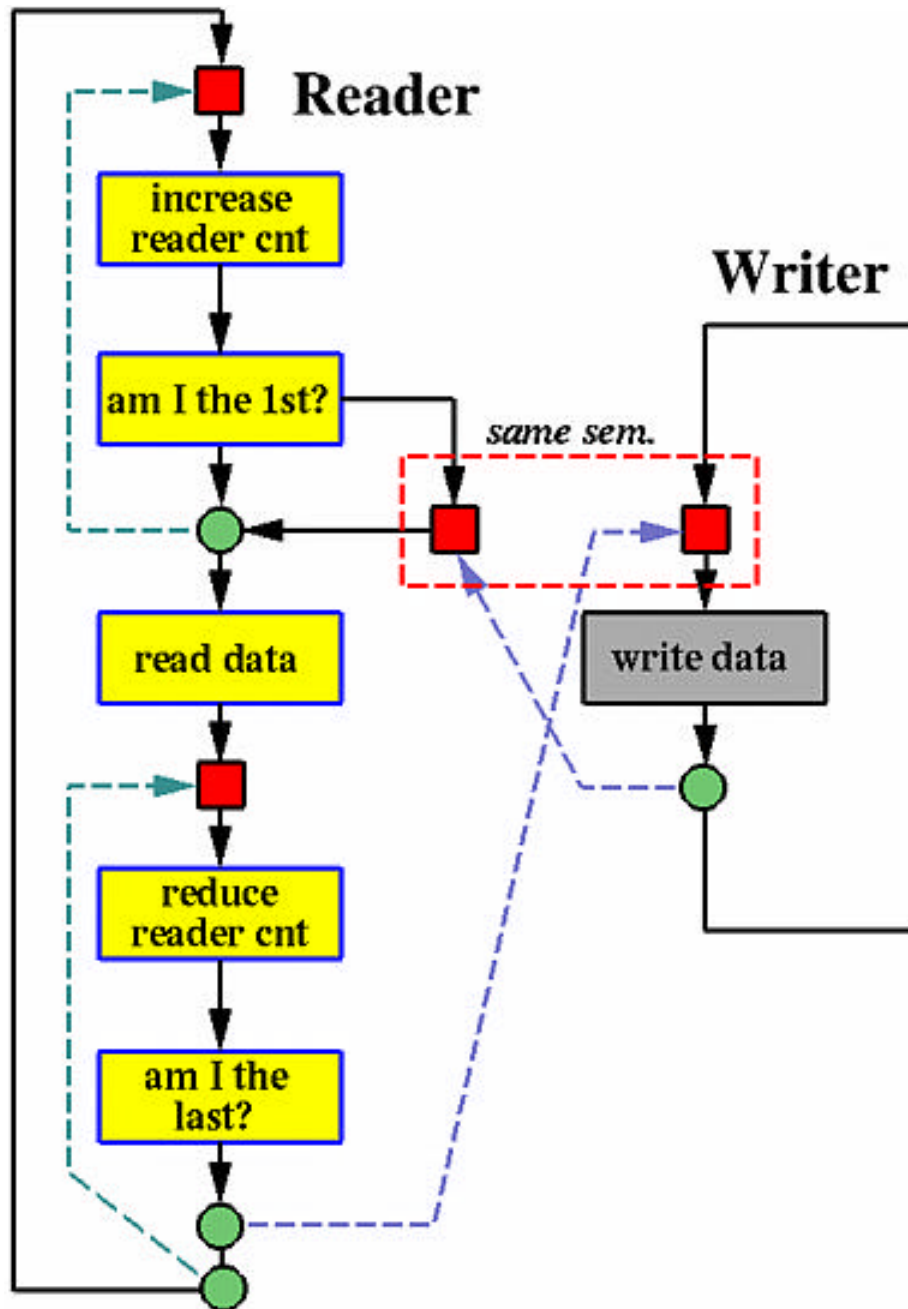 Reader
increase
reader cnt
Writer
am I the 1st?
same sem.
read data
write data
reduce
reader cnt
am I the
last?